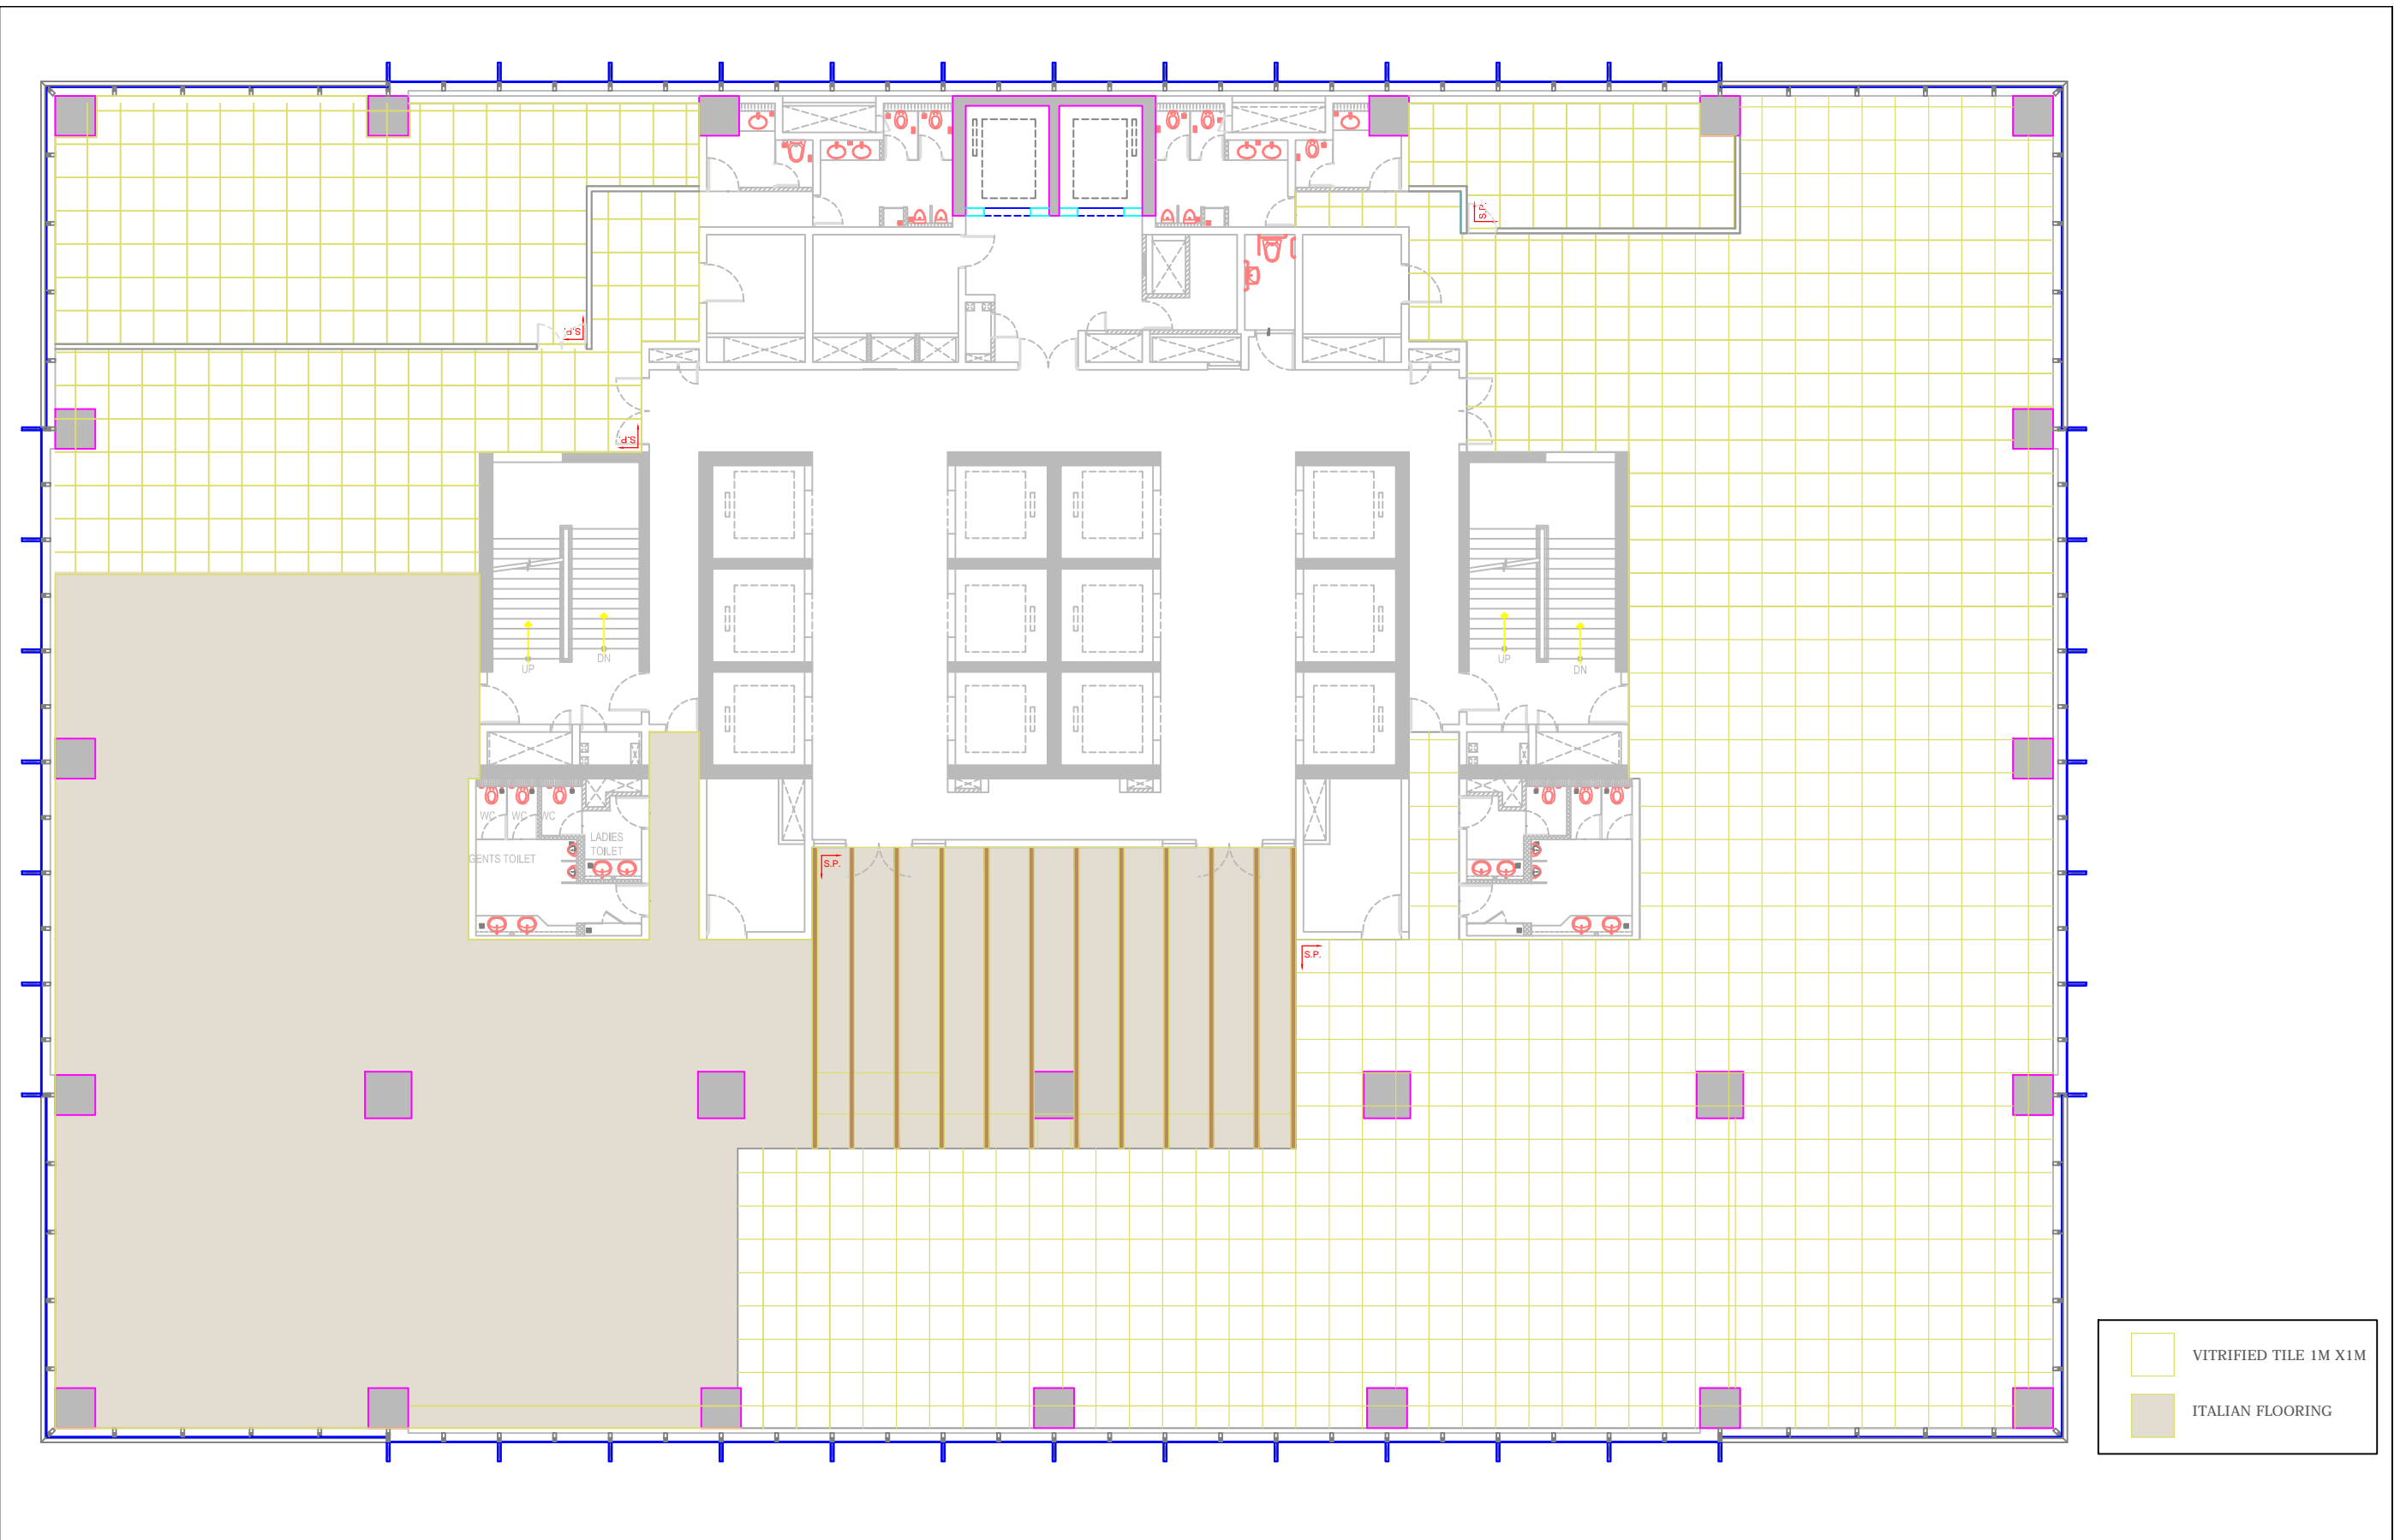 S.P.
S.P.
S.P.
UP
DN
UP
DN
WC
WC
WC
LADIES
TOILET
GENTS TOILET
S.P.
S.P.
VITRIFIED TILE 1M X1M
ITALIAN FLOORING